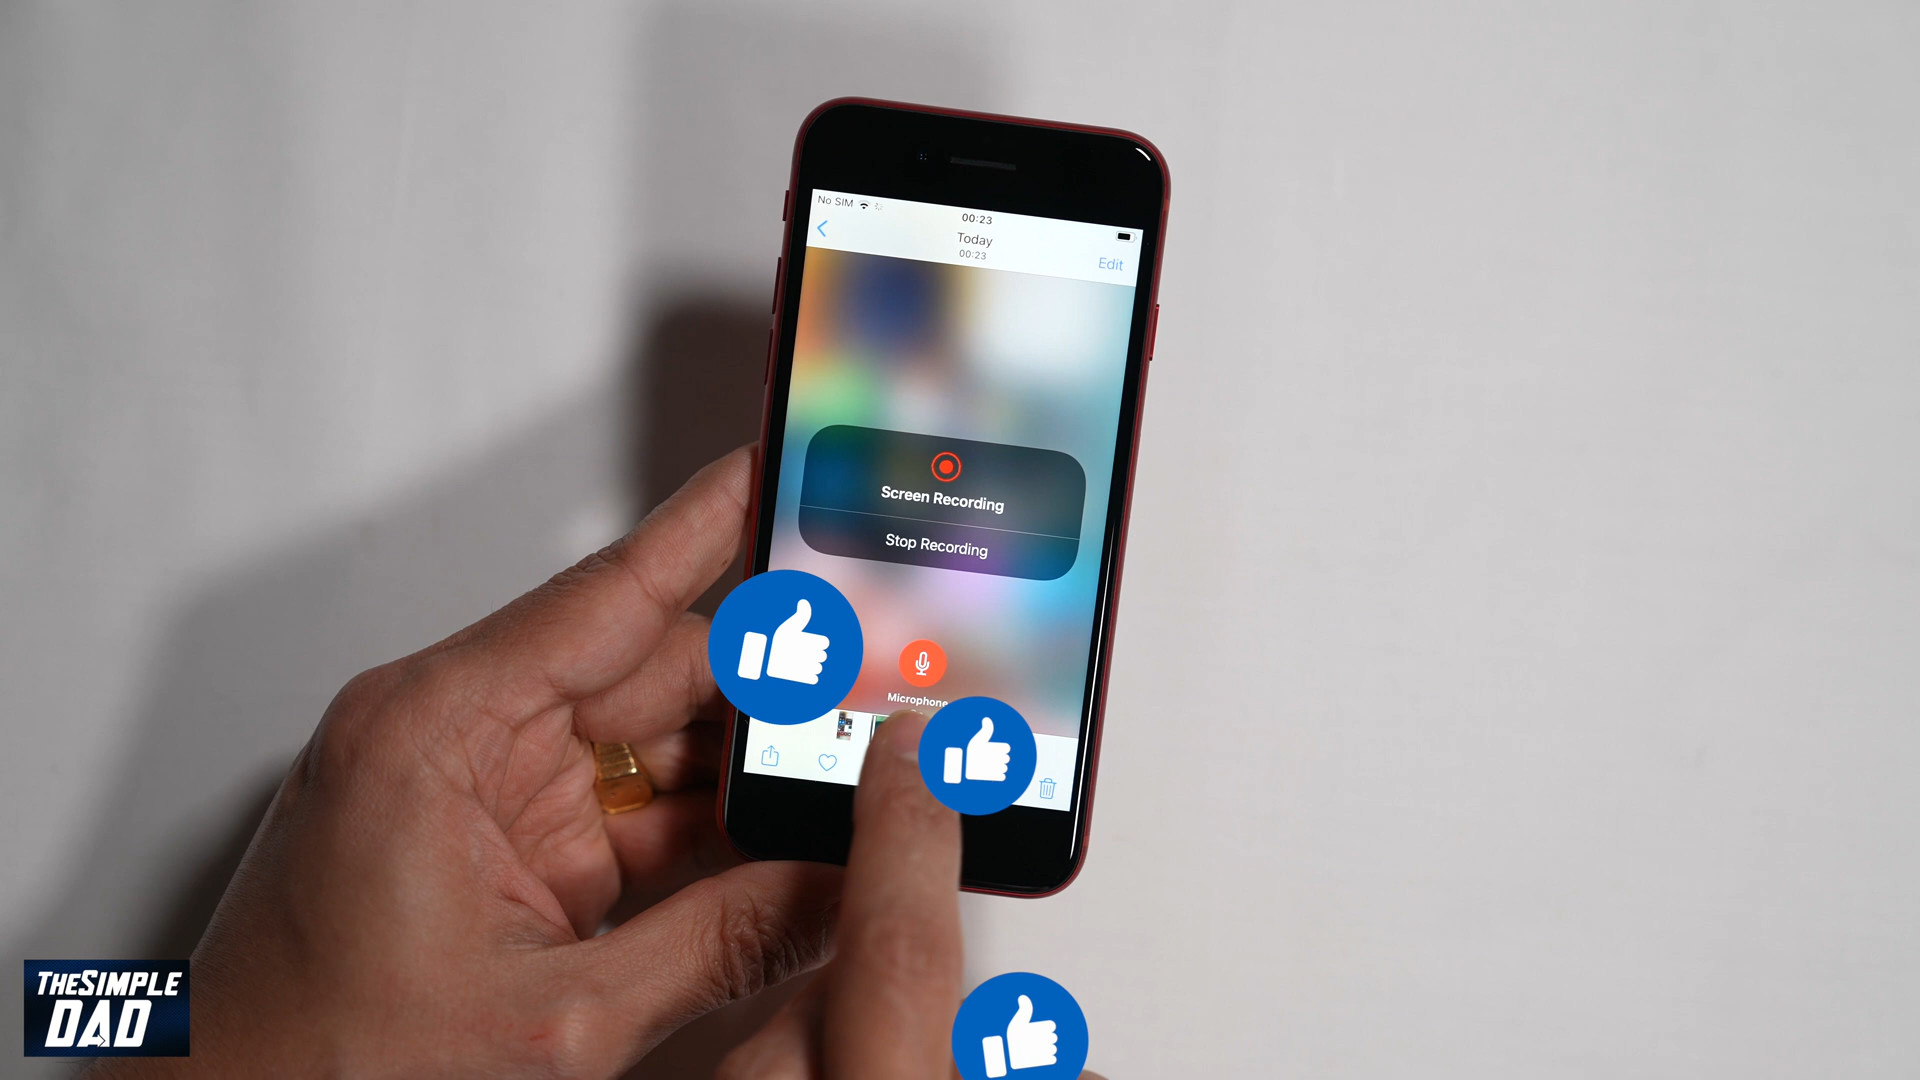 No SIM
00:23
Today
00:23
Edit
Screen Recording
Stop Recording
Microphone
THESIMPLE
DAD